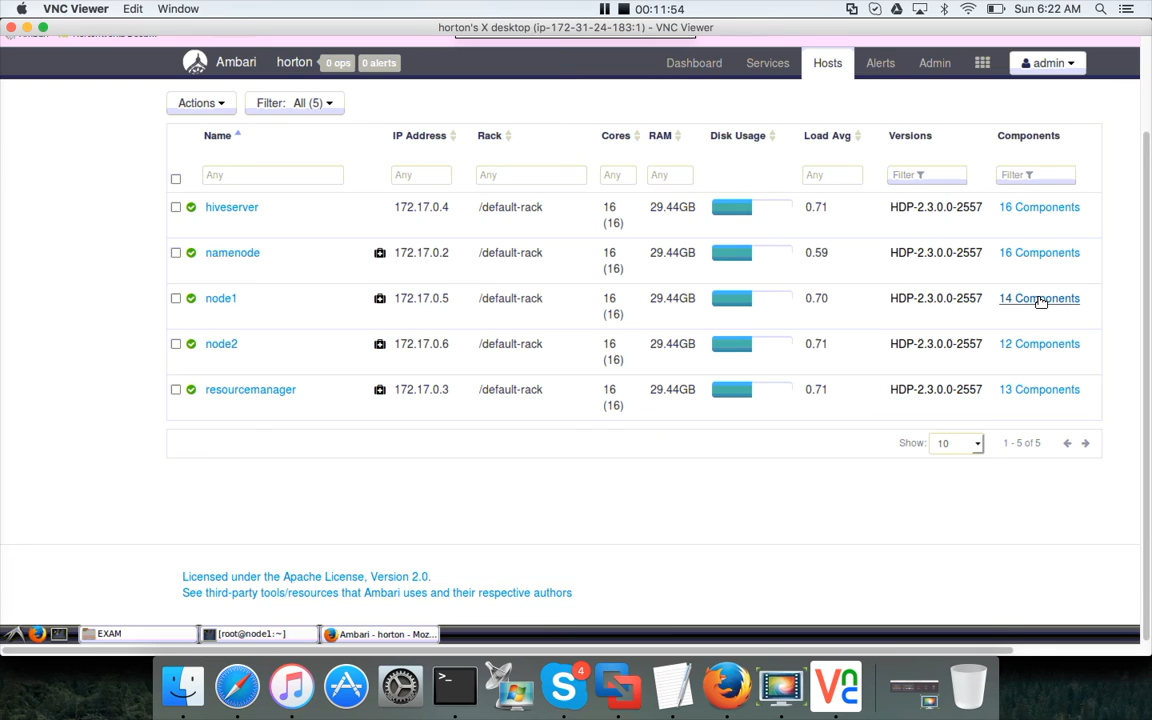 VNC Viewer Edit Window 00:11:54 Sun 6:22 AM
horton's X desktop (ip-172-31-24-183:1) - VNC Viewer
Ambari horton 0 ops 0 alerts Dashboard Services Hosts Alerts Admin admin
Actions Filter: All (5)
Name IP Address Rack Cores RAM Disk Usage Load Avg Versions Components
Any Any Any Any Any Any Filter Filter
hiveserver 172.17.0.4 /default-rack 16 29.44GB 0.71 HDP-2.3.0.0-2557 16 Components
(16)
namenode 172.17.0.2 /default-rack 16 29.44GB 0.59 HDP-2.3.0.0-2557 16 Components
(16)
node1 172.17.0.5 /default-rack 16 29.44GB 0.70 HDP-2.3.0.0-2557 14 Components
(16)
node2 172.17.0.6 /default-rack 16 29.44GB 0.71 HDP-2.3.0.0-2557 12 Components
(16)
resourcemanager 172.17.0.3 /default-rack 16 29.44GB 0.71 HDP-2.3.0.0-2557 13 Components
(16)
Show: 10 1 - 5 of 5
Licensed under the Apache License, Version 2.0.
See third-party tools/resources that Ambari uses and their respective authors
EXAM [root@node1:~] Ambari - horton - Moz...
>_ 4 VNC